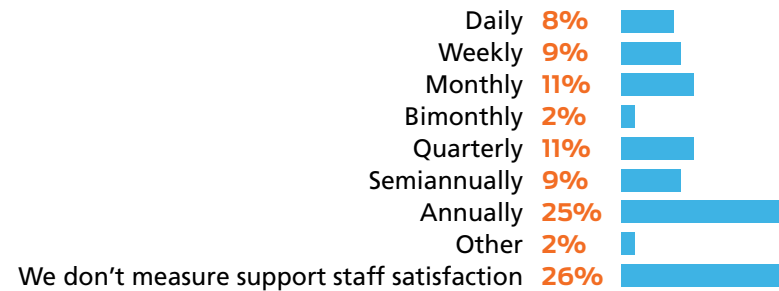 Daily 8%
Weekly 9%
Monthly 11%
Bimonthly 2%
Quarterly 11%
Semiannually 9%
Annually 25%
Other 2%
We don’t measure support staff satisfaction 26%